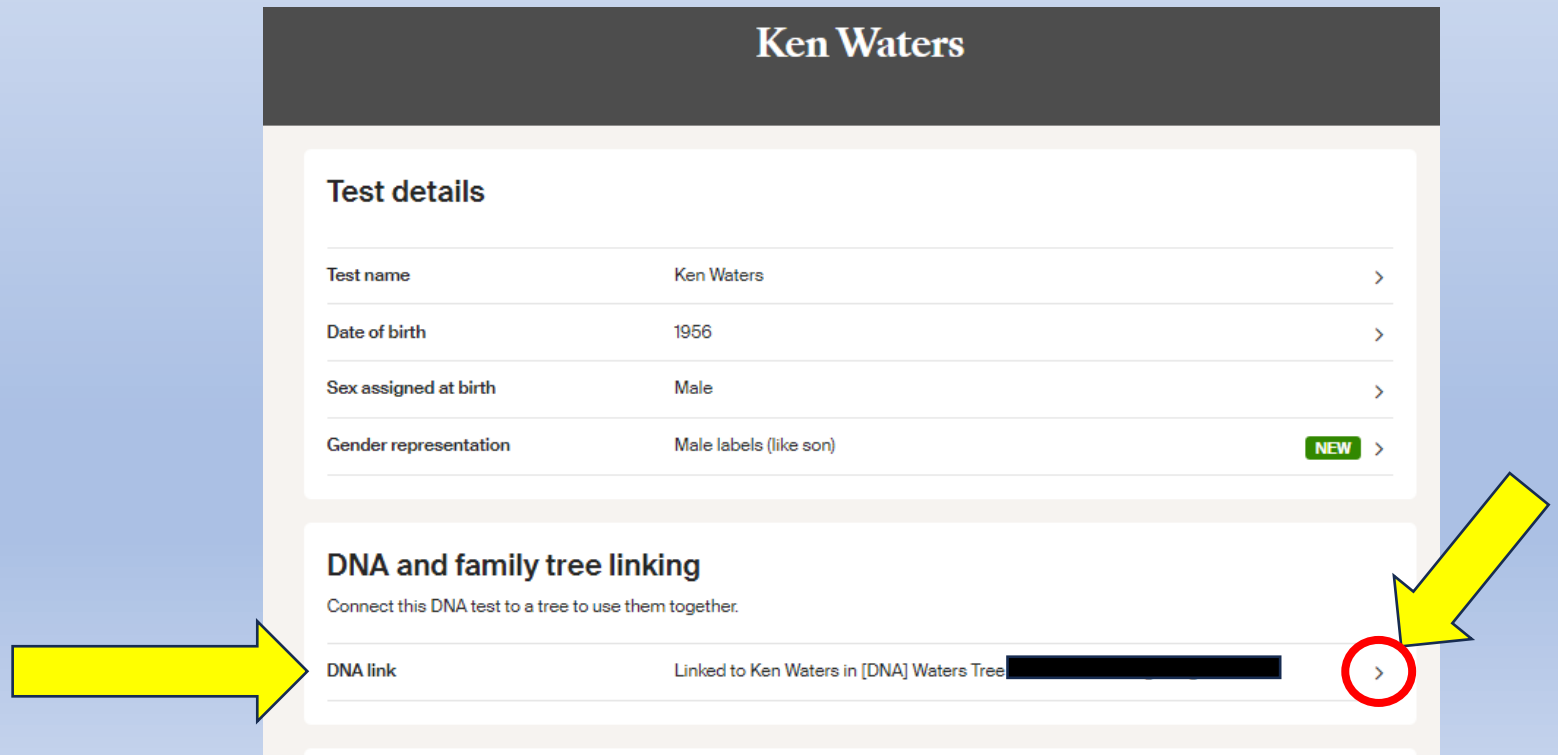 Ken Waters
Test details
Test name Ken Waters
Date of birth 1956
Sex assigned at birth Male
Gender representation Male labels (like son) NEW
DNA and family tree linking
Connect this DNA test to a tree to use them together.
DNA link Linked to Ken Waters in [DNA] Waters Tree